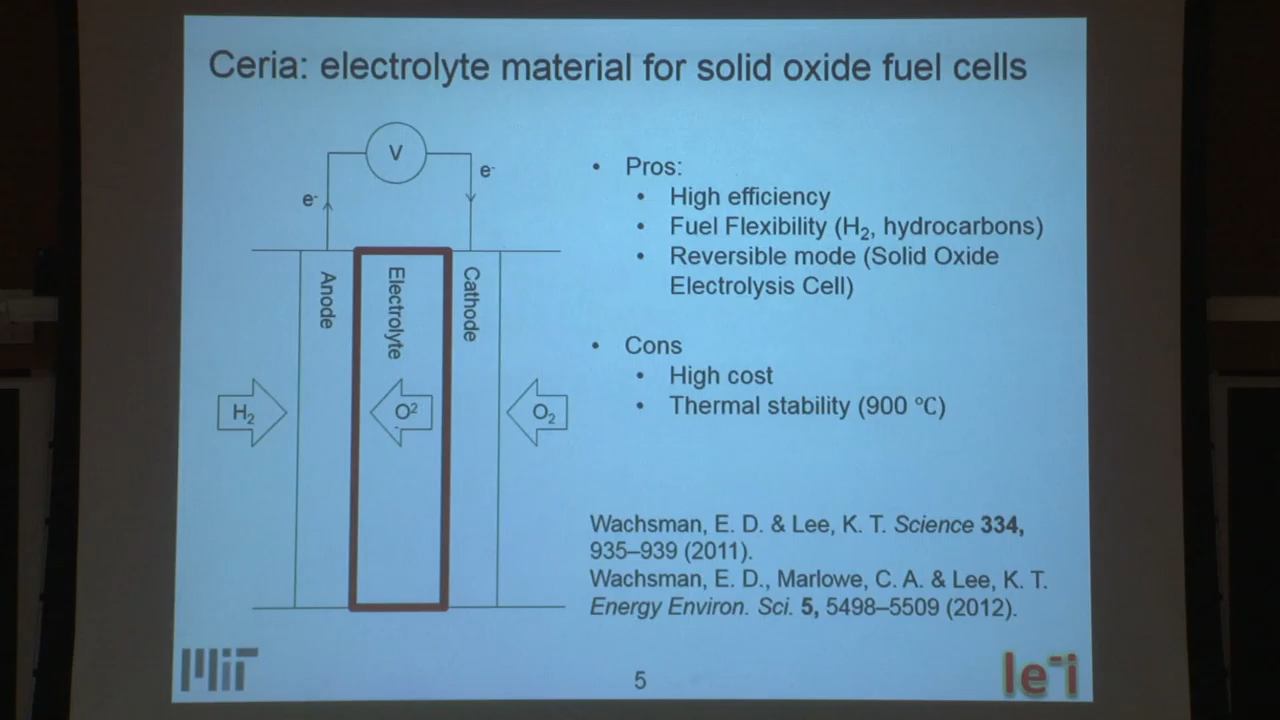 Ceria: electrolyte material for solid oxide fuel cells
V
e-
e-
Anode
Electrolyte
Cathode
H2
O2-
O2
• Pros:
• High efficiency
• Fuel Flexibility (H2, hydrocarbons)
• Reversible mode (Solid Oxide
Electrolysis Cell)
• Cons
• High cost
• Thermal stability (900 ℃)
Wachsman, E. D. & Lee, K. T. Science 334,
935–939 (2011).
Wachsman, E. D., Marlowe, C. A. & Lee, K. T.
Energy Environ. Sci. 5, 5498–5509 (2012).
MIT
5
le-i